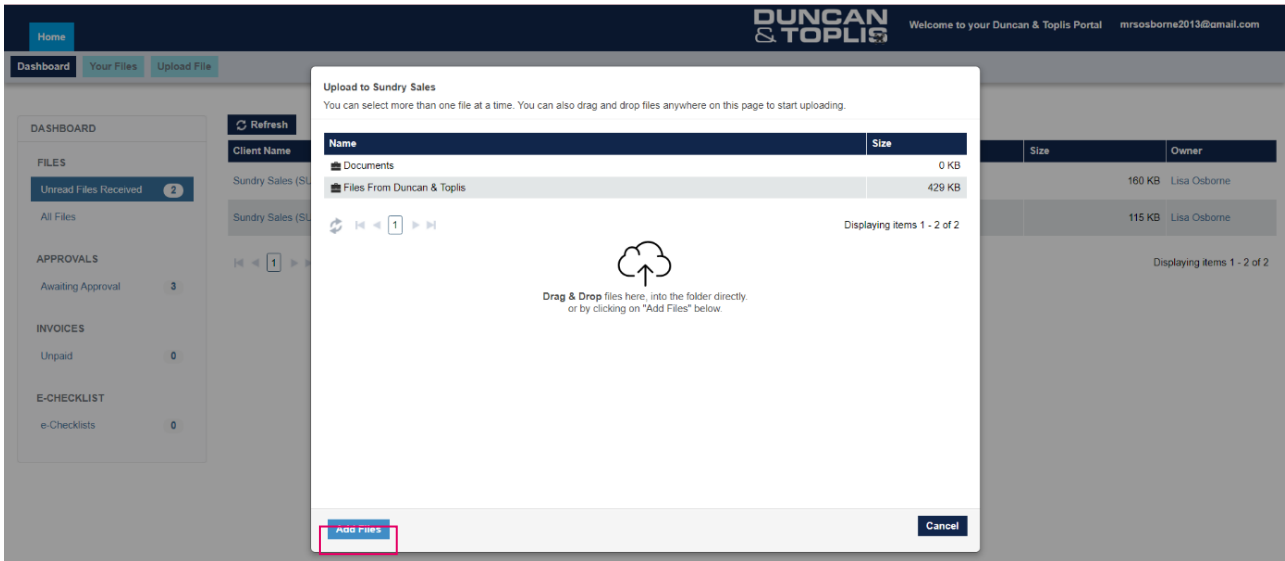 DUNCAN
& TOPLIS
Welcome to your Duncan & Toplis Portal
mrsosborne2013@gmail.com
Home
Dashboard
Your Files
Upload File
DASHBOARD
FILES
Unread Files Received 2
All Files
APPROVALS
Awaiting Approval 3
INVOICES
Unpaid 0
E-CHECKLIST
e-Checklists 0
Refresh
Client Name
Size
Owner
Sundry Sales (SU
160 KB
Lisa Osborne
Sundry Sales (SU
115 KB
Lisa Osborne
1
Displaying items 1 - 2 of 2
Upload to Sundry Sales
You can select more than one file at a time. You can also drag and drop files anywhere on this page to start uploading.
Name
Size
Documents
0 KB
Files From Duncan & Toplis
429 KB
1
Displaying items 1 - 2 of 2
Drag & Drop files here, into the folder directly.
or by clicking on "Add Files" below.
Add Files
Cancel